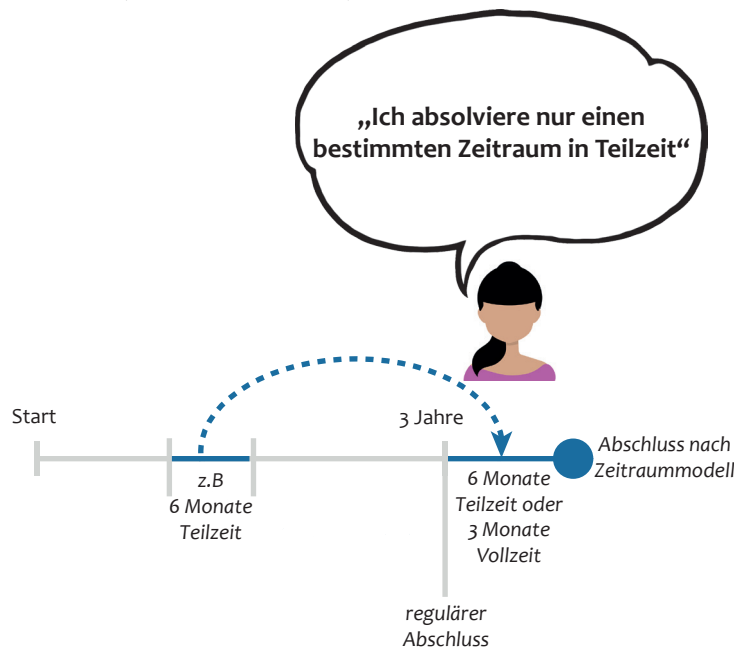 „Ich absolviere nur einen
bestimmten Zeitraum in Teilzeit“
Start
3 Jahre
z.B
6 Monate
Teilzeit
6 Monate
Teilzeit oder
3 Monate
Vollzeit
Abschluss nach
Zeitraummodell
regulärer
Abschluss